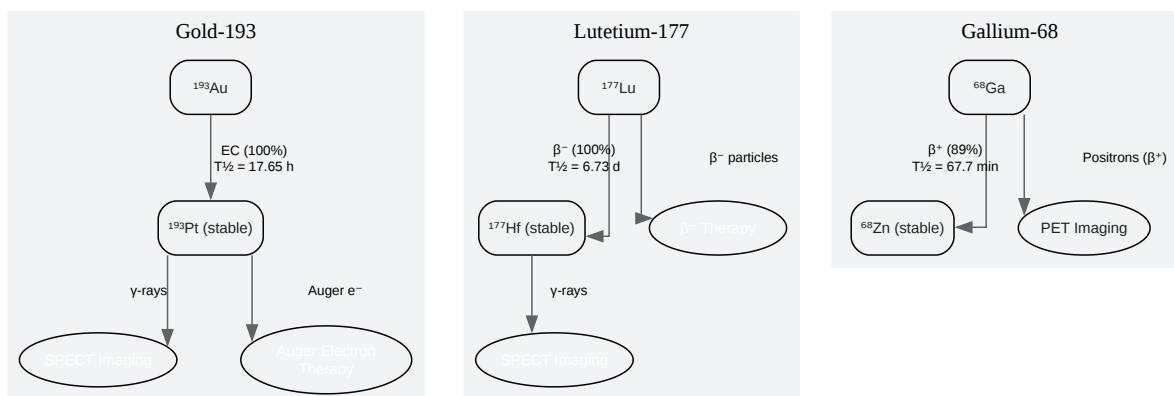 Gold-193
¹⁹³Au
EC (100%)
T½ = 17.65 h
¹⁹³Pt (stable)
γ-rays
Auger e⁻
SPECT Imaging
Auger Electron
Therapy
Lutetium-177
¹⁷⁷Lu
β⁻ (100%)
T½ = 6.73 d
β⁻ particles
¹⁷⁷Hf (stable)
β⁻ Therapy
γ-rays
SPECT Imaging
Gallium-68
⁶⁸Ga
β⁺ (89%)
T½ = 67.7 min
Positrons (β⁺)
⁶⁸Zn (stable)
PET Imaging